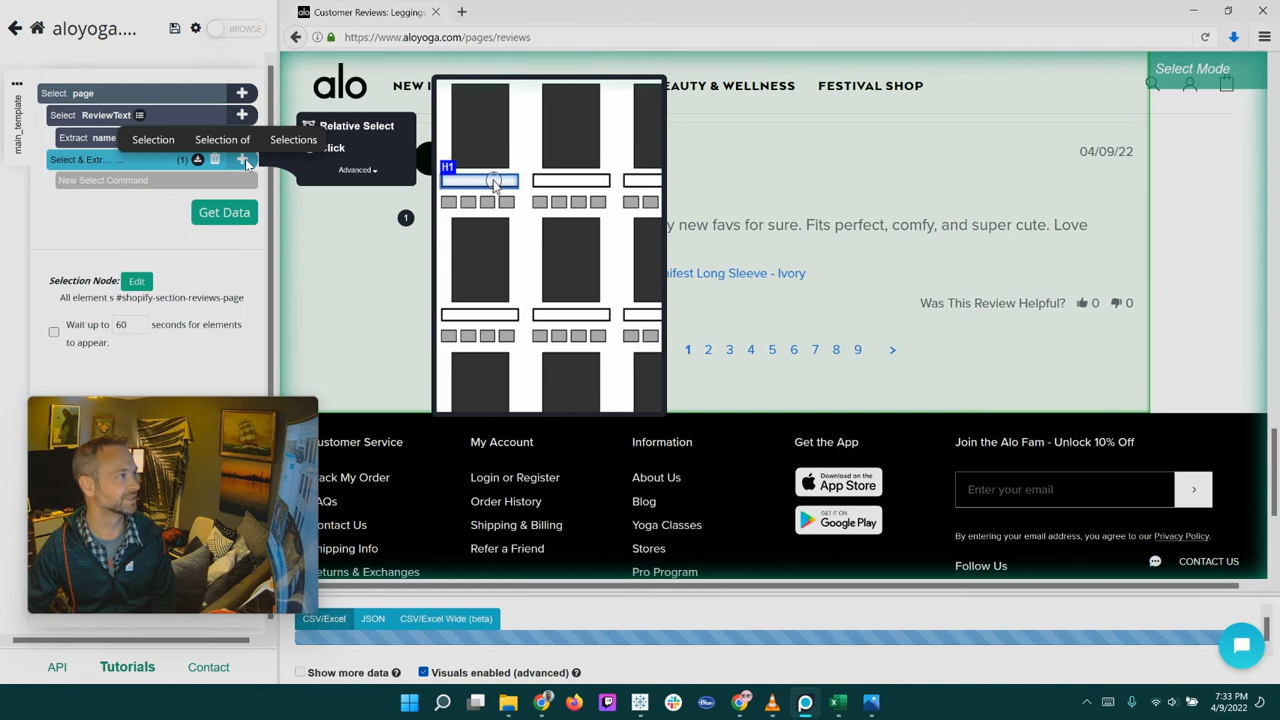 aloyoga....
BROWSE
Customer Reviews: Leggings
https://www.aloyoga.com/pages/reviews
main_template
Select page
Select ReviewText
Extract name
Selection
Selection of
Selections
Select & Extr... ...
(1)
New Select Command
Get Data
Relative Select
lick
Advanced
1
Selection Node:
Edit
All element s #shopify-section-reviews-page
Wait up to 60 seconds for elements
to appear.
Select Mode
alo
NEW
EAUTY & WELLNESS
FESTIVAL SHOP
H1
04/09/22
y new favs for sure. Fits perfect, comfy, and super cute. Love
nifest Long Sleeve - Ivory
Was This Review Helpful?
0
0
1 2 3 4 5 6 7 8 9 >
ustomer Service
My Account
Information
Get the App
Join the Alo Fam - Unlock 10% Off
ack My Order
Login or Register
About Us
Download on the
App Store
Enter your email
AQs
Order History
Blog
ontact Us
Shipping & Billing
Yoga Classes
GET IT ON
Google Play
hipping Info
Refer a Friend
Stores
By entering your email address, you agree to our Privacy Policy.
eturns & Exchanges
Pro Program
Follow Us
CONTACT US
CSV/Excel
JSON
CSV/Excel Wide (beta)
API
Tutorials
Contact
Show more data
Visuals enabled (advanced)
7:33 PM
4/9/2022